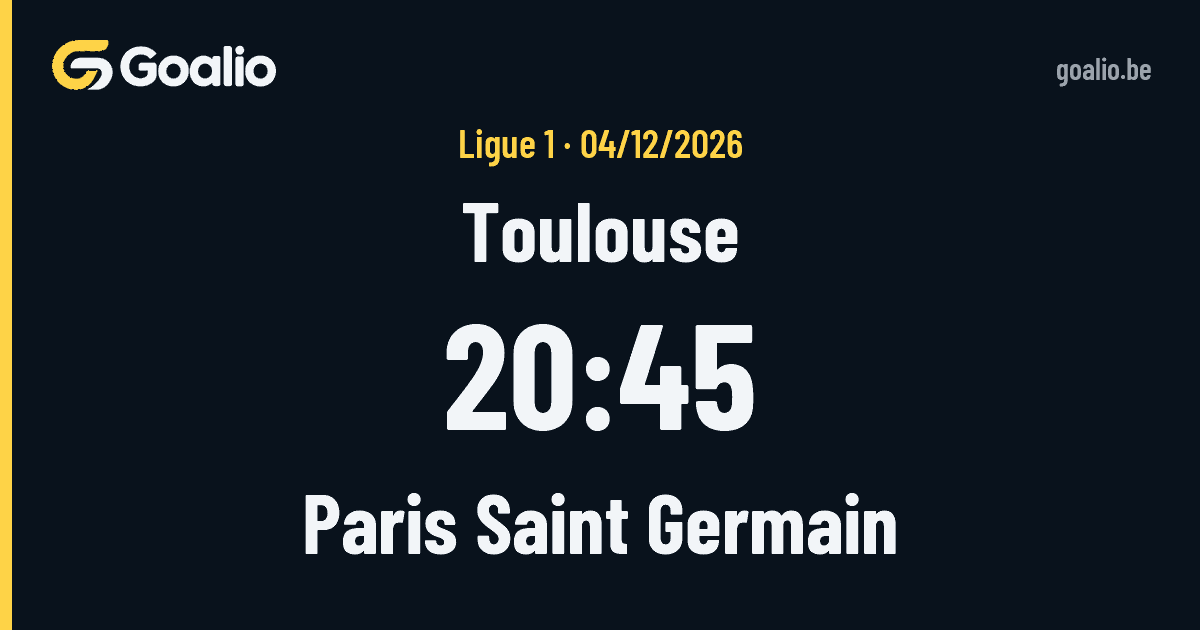 Goalio
goalio.be
Ligue 1 · 04/12/2026
Toulouse
20:45
Paris Saint Germain